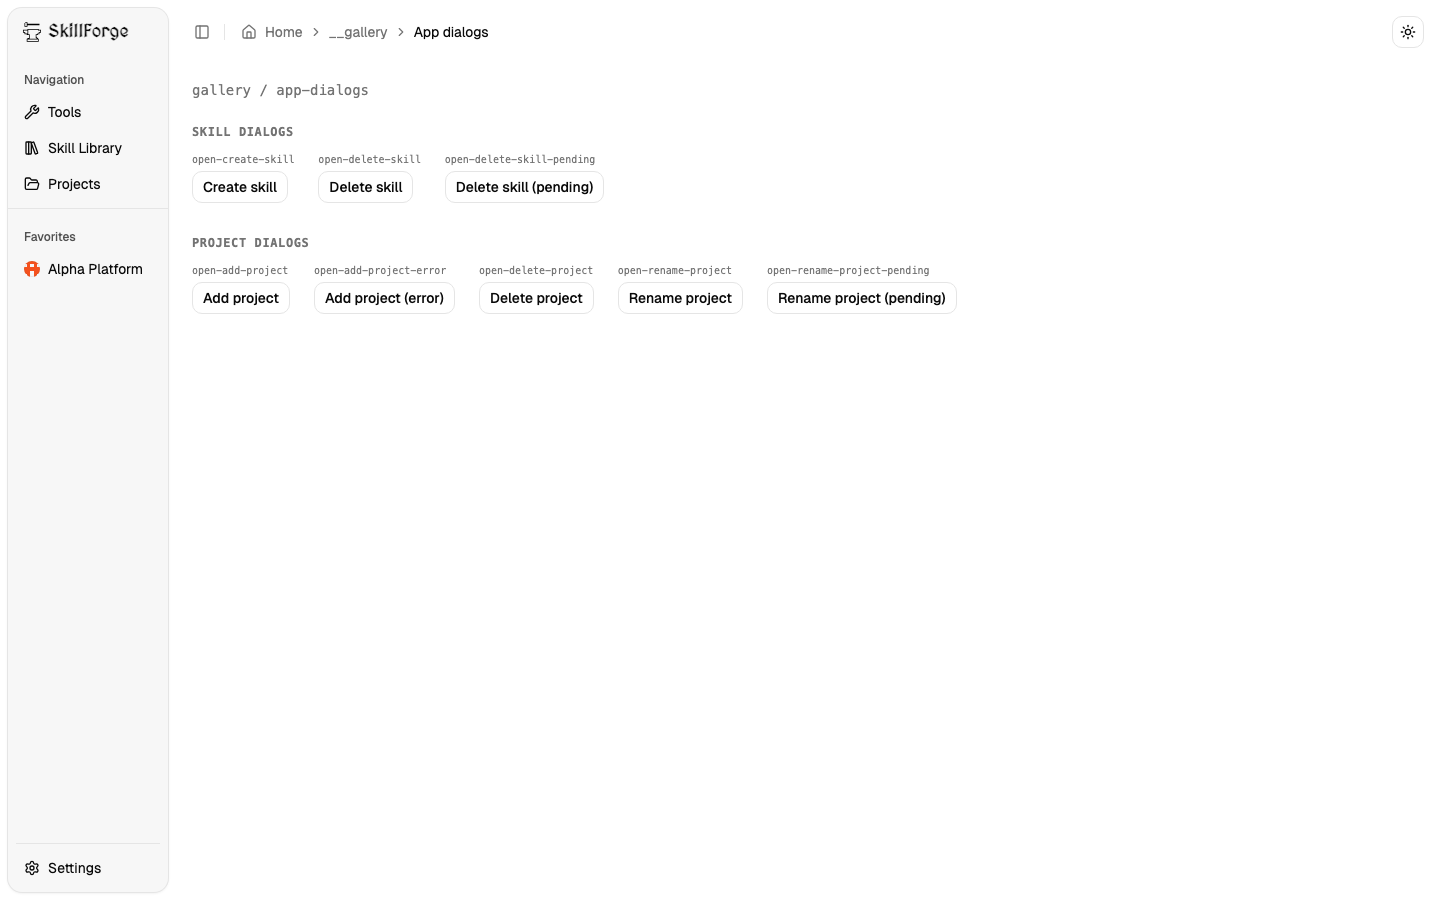 SkillForge
Home > __gallery > App dialogs
Navigation
Tools
Skill Library
Projects
Favorites
Alpha Platform
Settings
gallery / app-dialogs
SKILL DIALOGS
open-create-skill open-delete-skill open-delete-skill-pending
Create skill Delete skill Delete skill (pending)
PROJECT DIALOGS
open-add-project open-add-project-error open-delete-project open-rename-project open-rename-project-pending
Add project Add project (error) Delete project Rename project Rename project (pending)